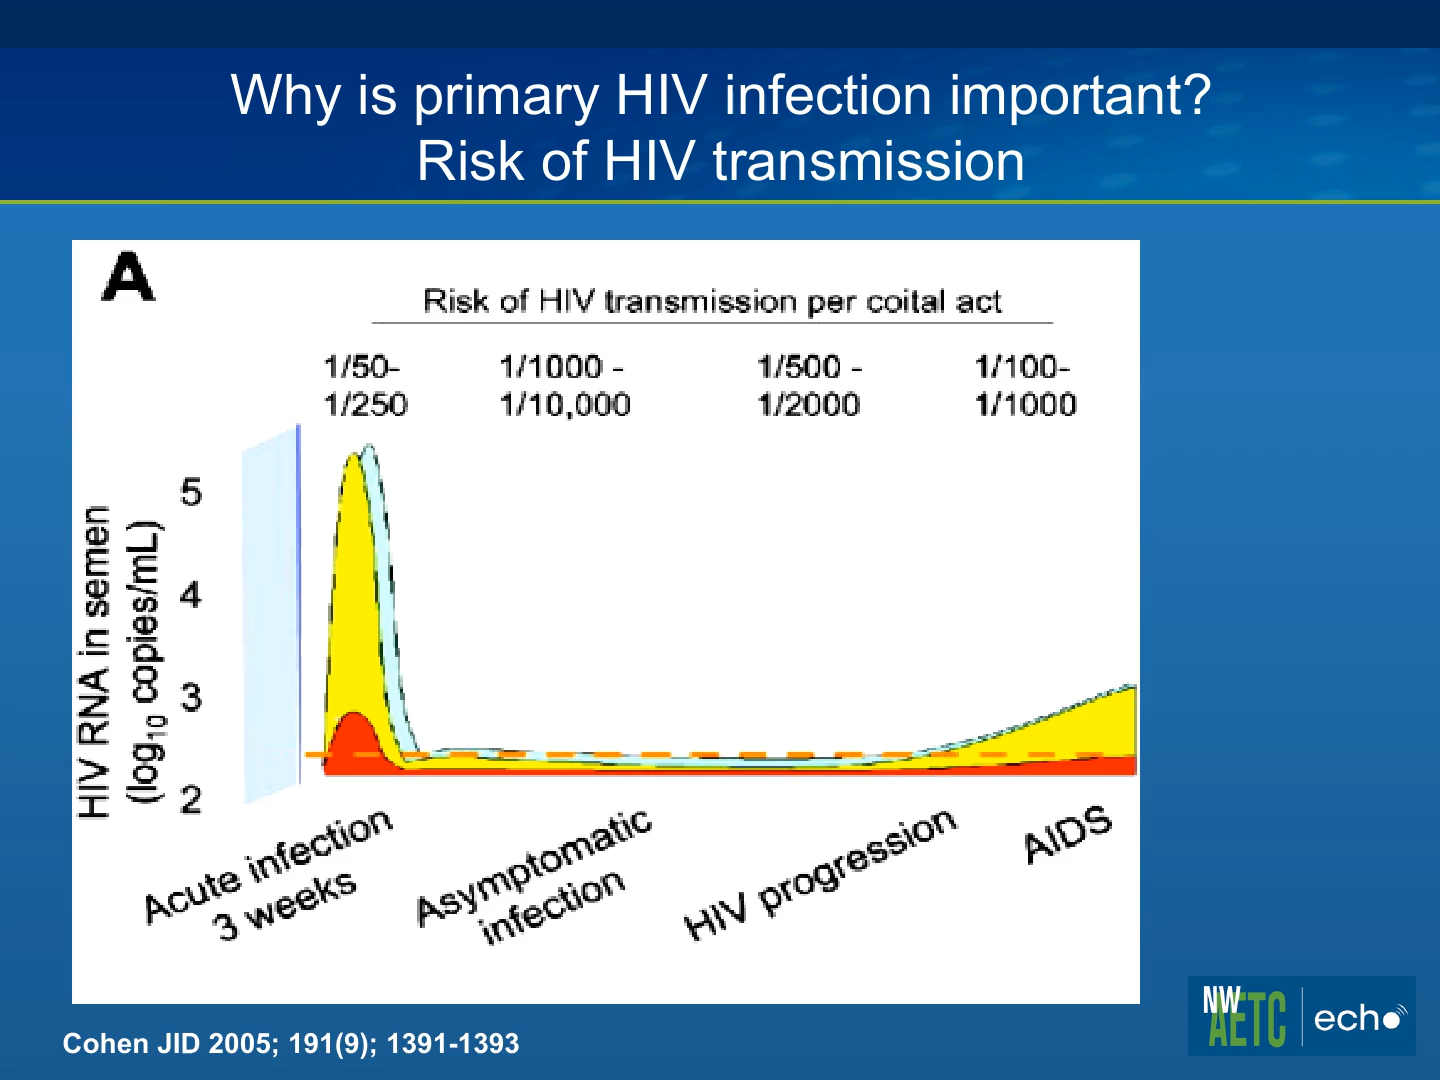 Why is primary HIV infection important?
Risk of HIV transmission
A
Risk of HIV transmission per coital act
1/50-
1/250
1/1000 -
1/10,000
1/500 -
1/2000
1/100-
1/1000
HIV RNA in semen
(log₁₀ copies/mL)
5
4
3
2
Acute infection
3 weeks
Asymptomatic
infection
HIV progression
AIDS
Cohen JID 2005; 191(9); 1391-1393
NW
AETC
echo